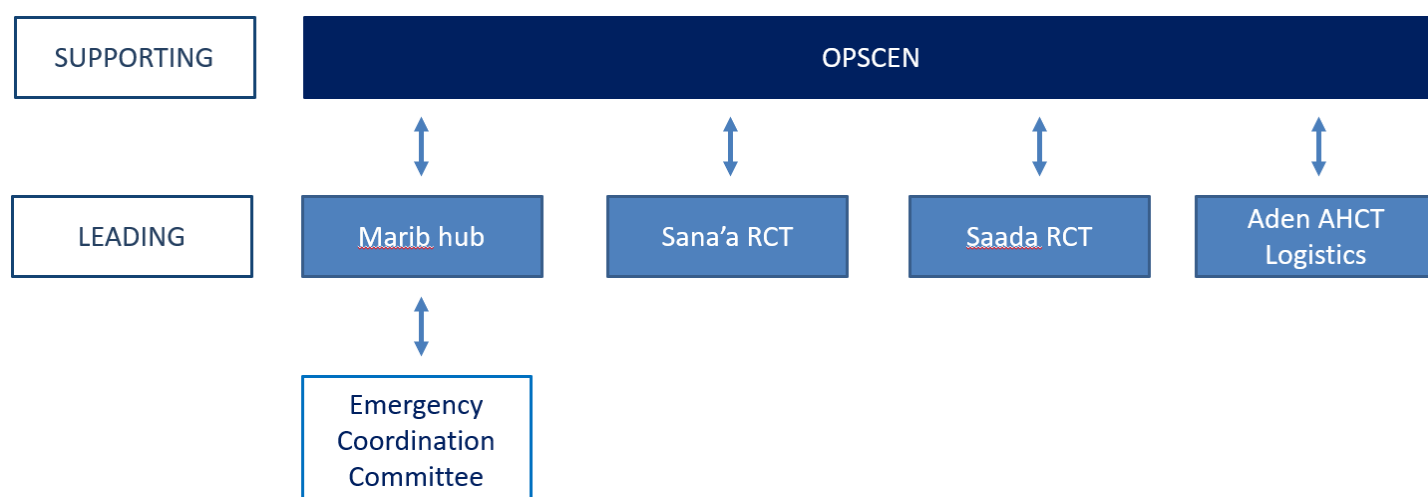 SUPPORTING
OPSCEN
LEADING
Marib hub
Sana’a RCT
Saada RCT
Aden AHCT
Logistics
Emergency
Coordination
Committee